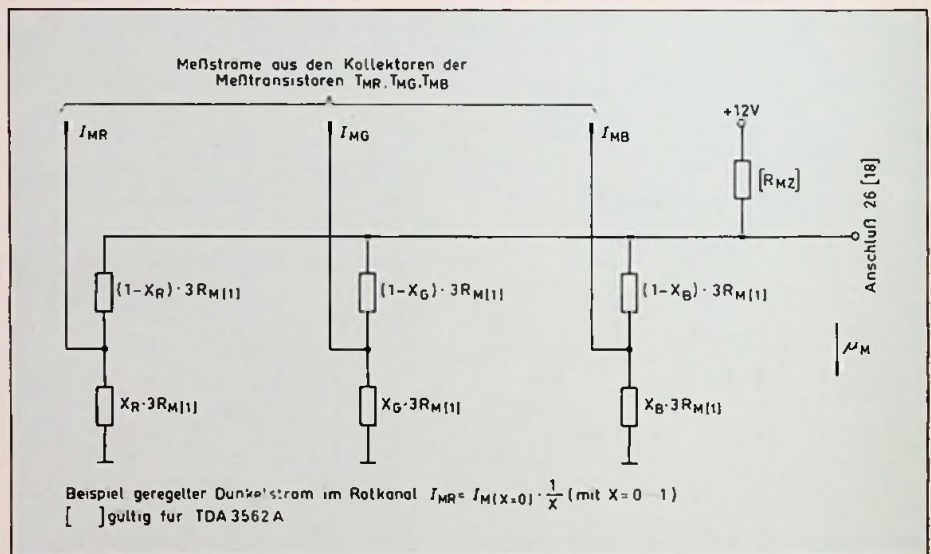 Meßströme aus den Kollektoren der
Meßtransistoren TMR, TMG, TMB
IMR
IMG
IMB
+12V
[RMZ]
Anschluß 26 [18]
(1-XR)·3RM[1]
(1-XG)·3RM[1]
(1-XB)·3RM[1]
μM
XR·3RM[1]
XG·3RM[1]
XB·3RM[1]
Beispiel geregelter Dunkelstrom im Rotkanal IMR = IM(X=0) · 1/X (mit X = 0 1)
[ ] gültig für TDA 3562 A